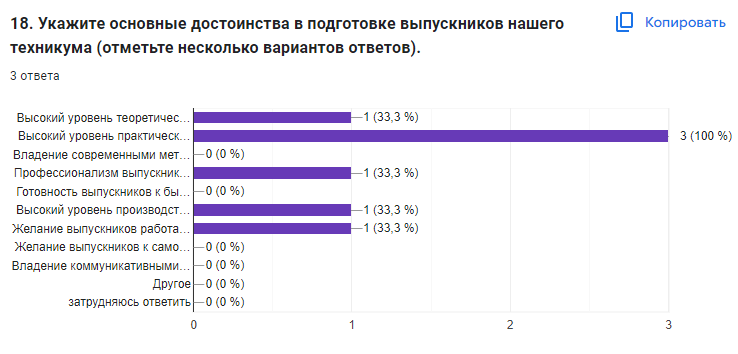 18. Укажите основные достоинства в подготовке выпускников нашего
Копировать
техникума (отметьте несколько вариантов ответов).
3 ответа
Высокий уровень теоретичес…
1 (33,3 %)
Высокий уровень практическ…
3 (100 %)
Владение современными мет…
0 (0 %)
Профессионализм выпускник…
1 (33,3 %)
Готовность выпускников к бы…
0 (0 %)
Высокий уровень производст…
1 (33,3 %)
Желание выпускников работа…
1 (33,3 %)
Желание выпускников к само…
0 (0 %)
Владение коммуникативными…
0 (0 %)
Другое
0 (0 %)
затрудняюсь ответить
0 (0 %)
0 1 2 3